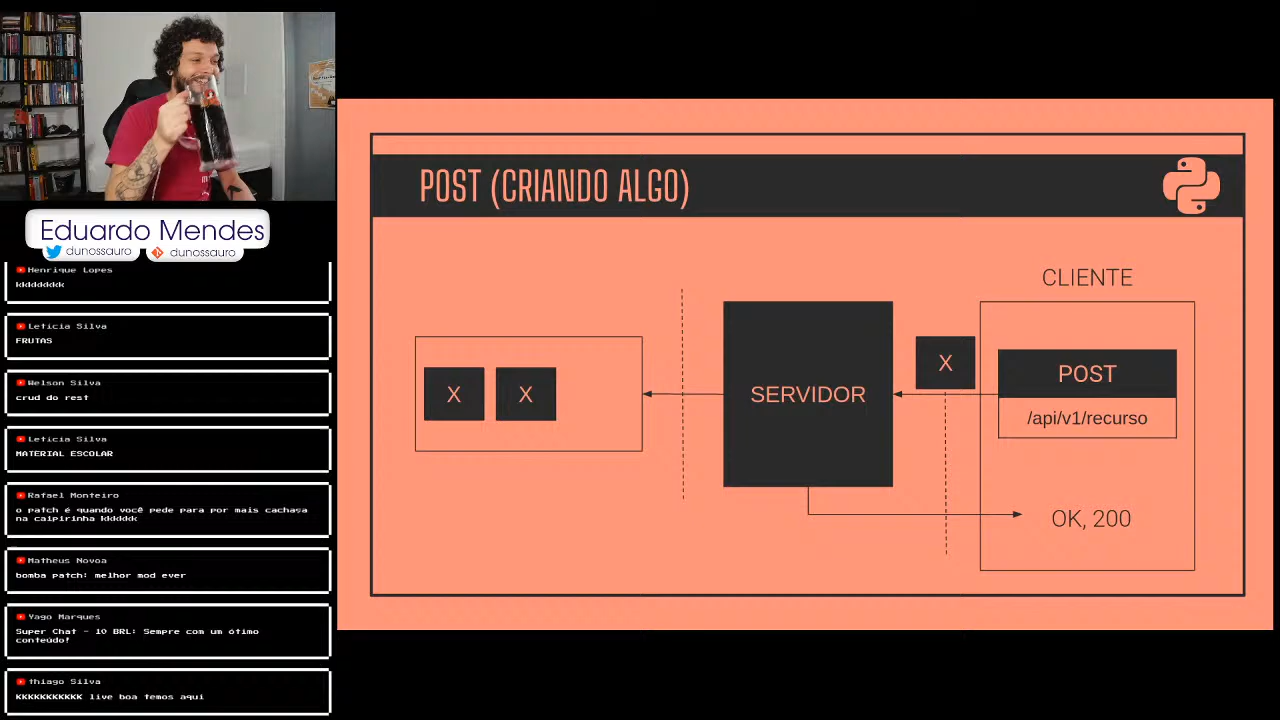 Eduardo Mendes
dunossauro
dunossauro
Henrique Lopes
kkkkkkkk
Leticia Silva
FRUTAS
Welson Silva
crud do rest
Leticia Silva
MATERIAL ESCOLAR
Rafael Monteiro
o patch é quando você pede para por mais cachaça
na caipirinha kkkkkk
Matheus Novoa
bomba patch: melhor mod ever
Yago Marques
Super Chat - 10 BRL: Sempre com um ótimo
conteúdo!
thiago Silva
KKKKKKKKKKK live boa temos aqui
POST (CRIANDO ALGO)
CLIENTE
X
X
SERVIDOR
X
POST
/api/v1/recurso
OK, 200